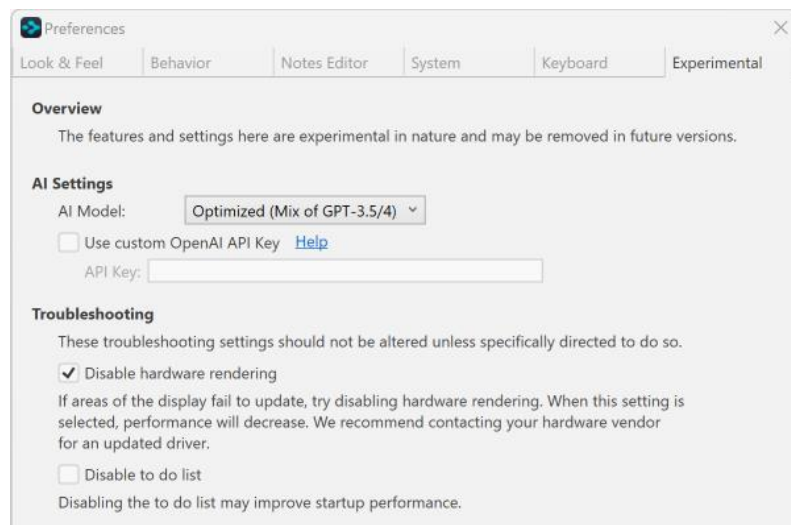 Preferences
Look & Feel Behavior Notes Editor System Keyboard Experimental
Overview
The features and settings here are experimental in nature and may be removed in future versions.
AI Settings
AI Model: Optimized (Mix of GPT-3.5/4)
Use custom OpenAI API Key Help
API Key:
Troubleshooting
These troubleshooting settings should not be altered unless specifically directed to do so.
Disable hardware rendering
If areas of the display fail to update, try disabling hardware rendering. When this setting is
selected, performance will decrease. We recommend contacting your hardware vendor
for an updated driver.
Disable to do list
Disabling the to do list may improve startup performance.